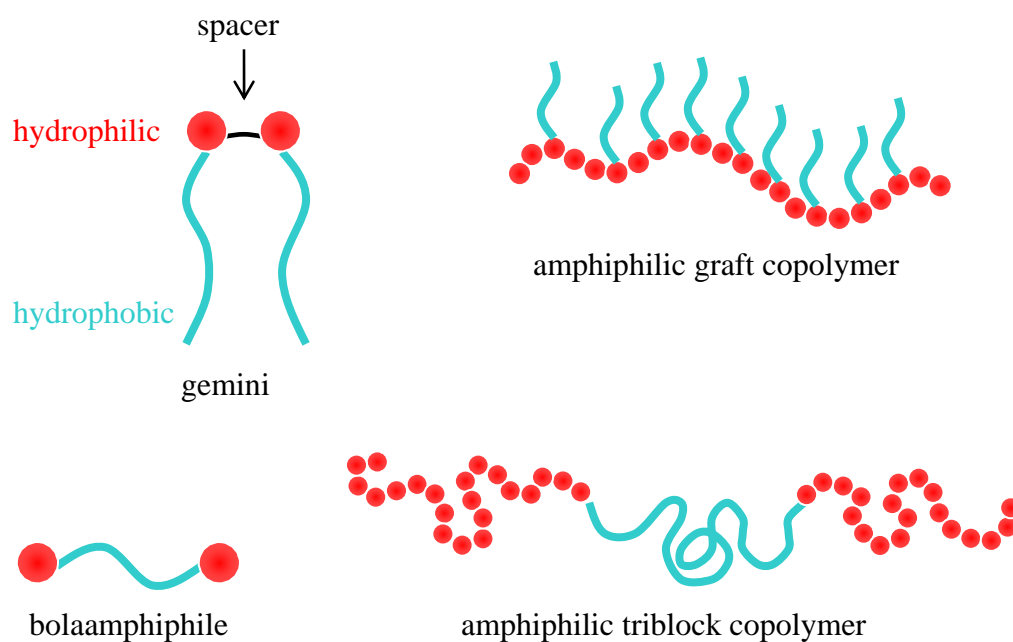 spacer
hydrophilic
hydrophobic
gemini
amphiphilic graft copolymer
bolaamphiphile
amphiphilic triblock copolymer